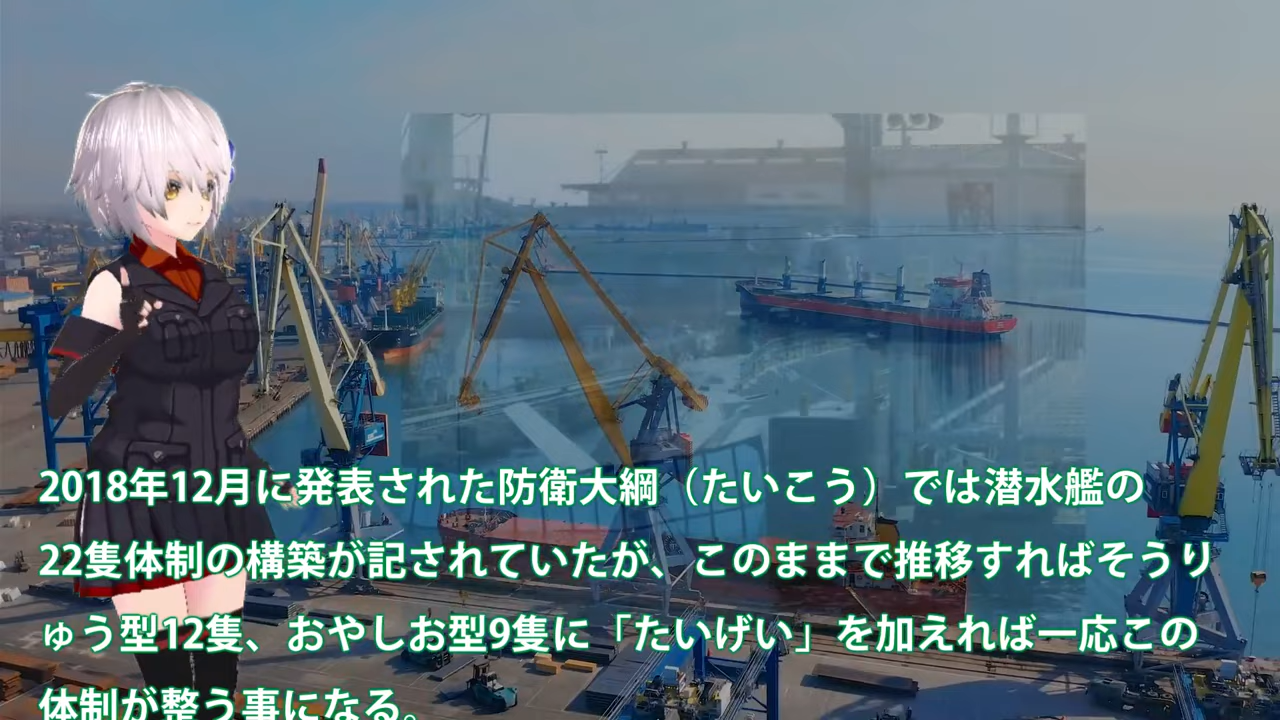 2018年12月に発表された防衛大綱（たいこう）では潜水艦の
22隻体制の構築が記されていたが、このままで推移すればそうり
ゅう型12隻、おやしお型9隻に「たいげい」を加えれば一応この
体制が整う事になる。